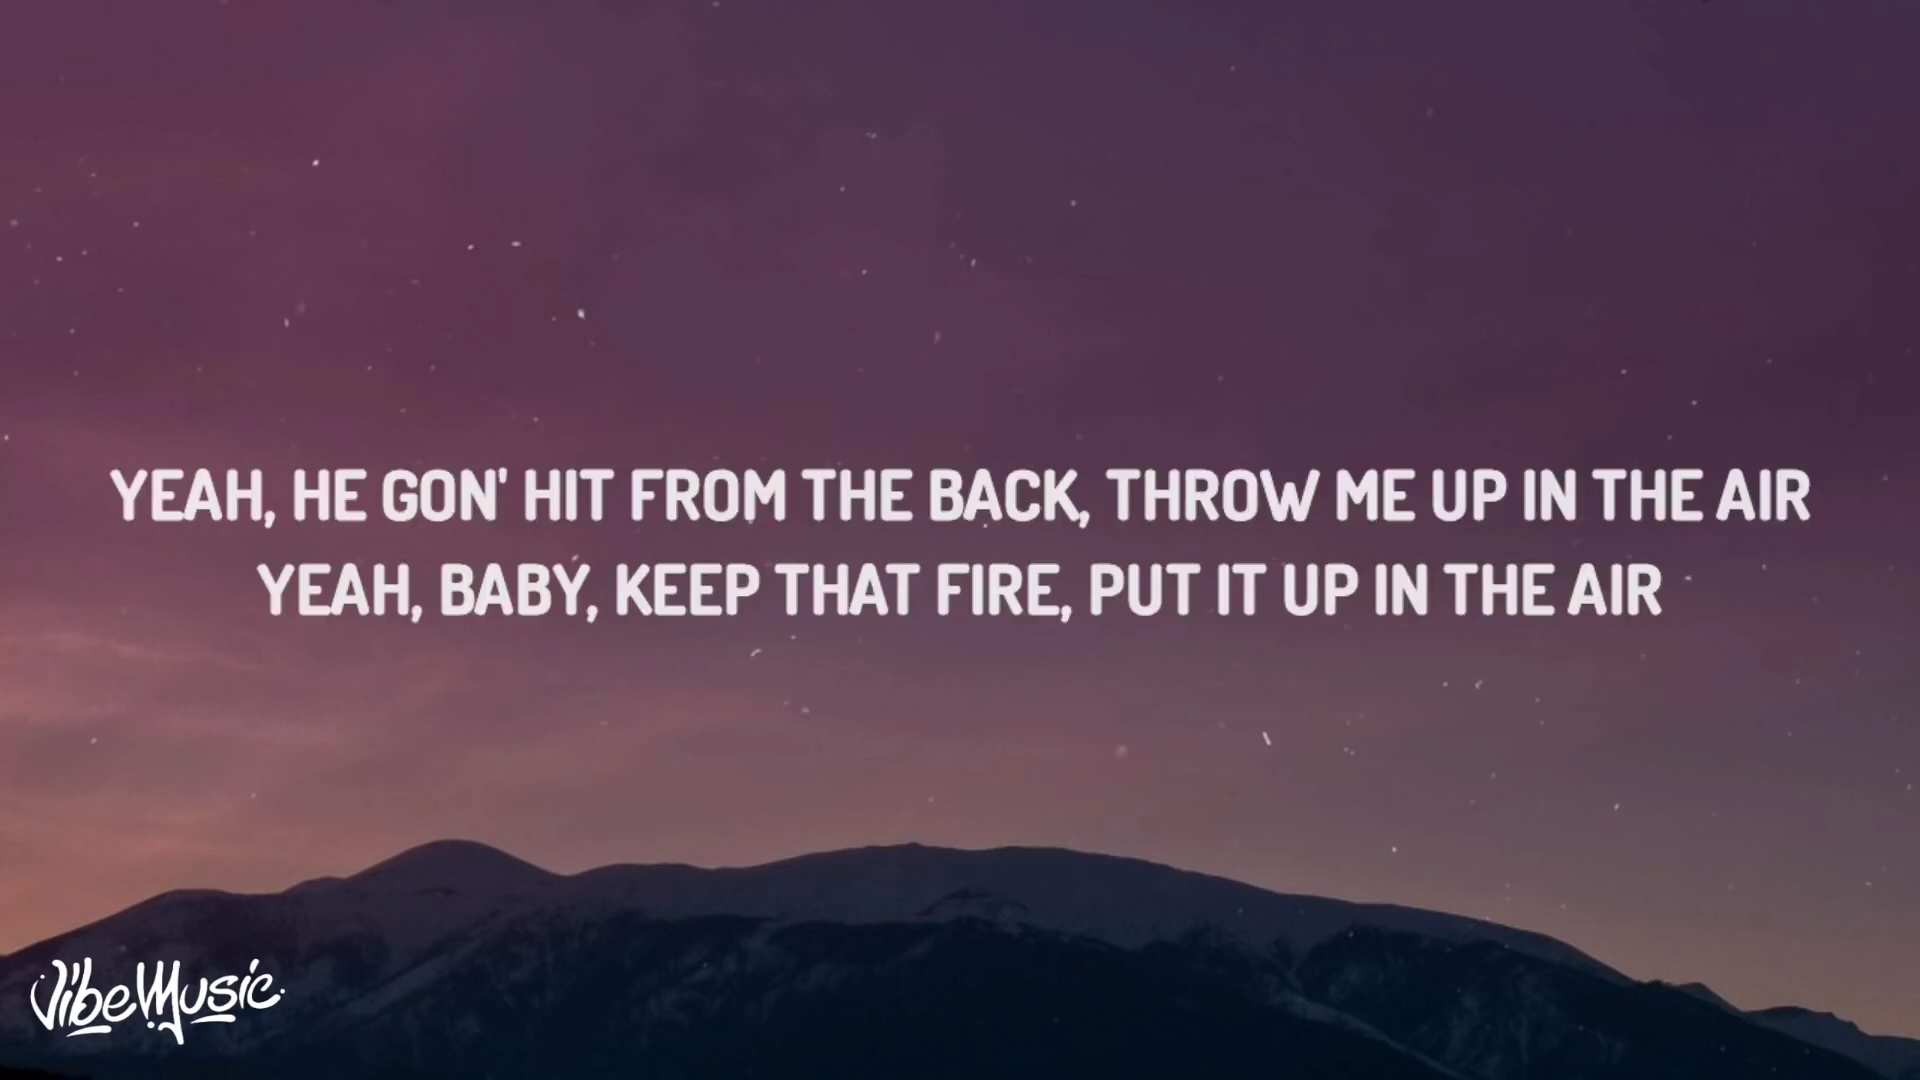 YEAH, HE GON' HIT FROM THE BACK, THROW ME UP IN THE AIR
YEAH, BABY, KEEP THAT FIRE, PUT IT UP IN THE AIR
VibeMusic